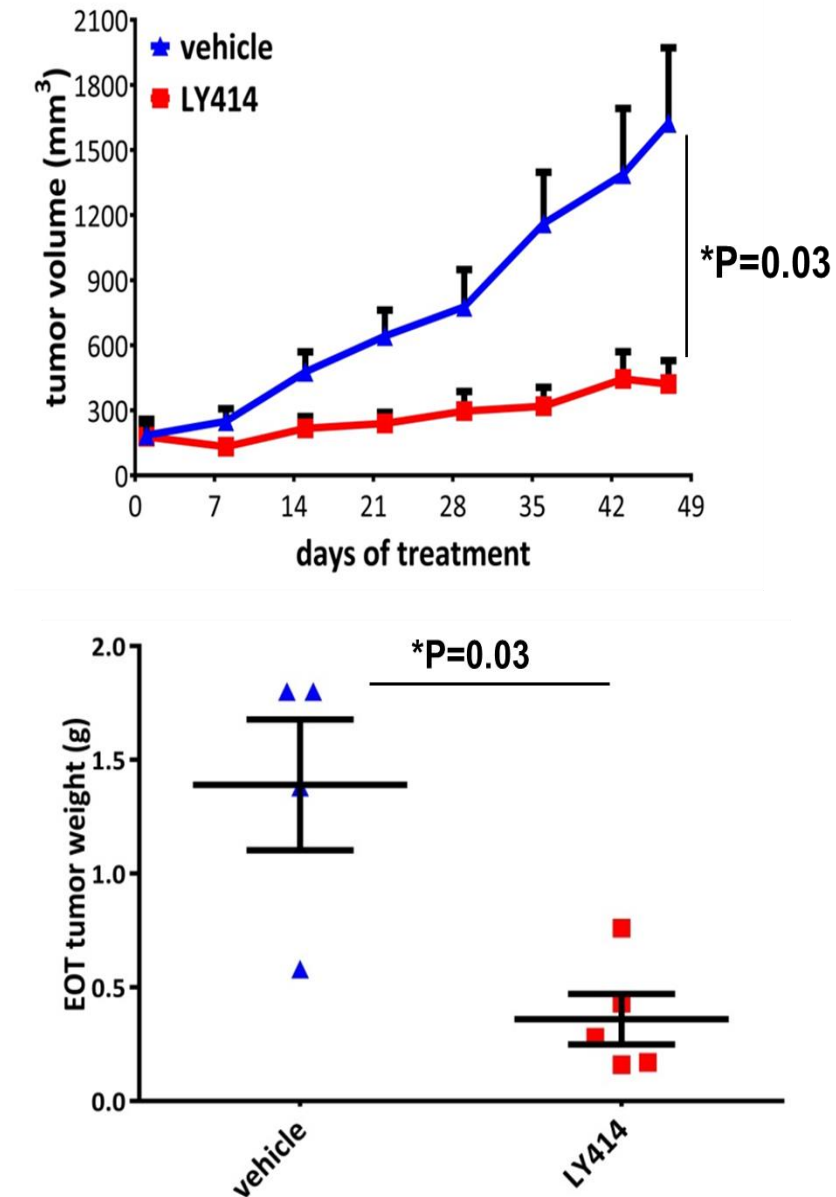 2100
vehicle
LY414
1800
1500
1200
900
600
300
0
tumor volume (mm³)
*P=0.03
0 7 14 21 28 35 42 49
days of treatment
2.0
1.5
1.0
0.5
0.0
EOT tumor weight (g)
*P=0.03
vehicle LY414